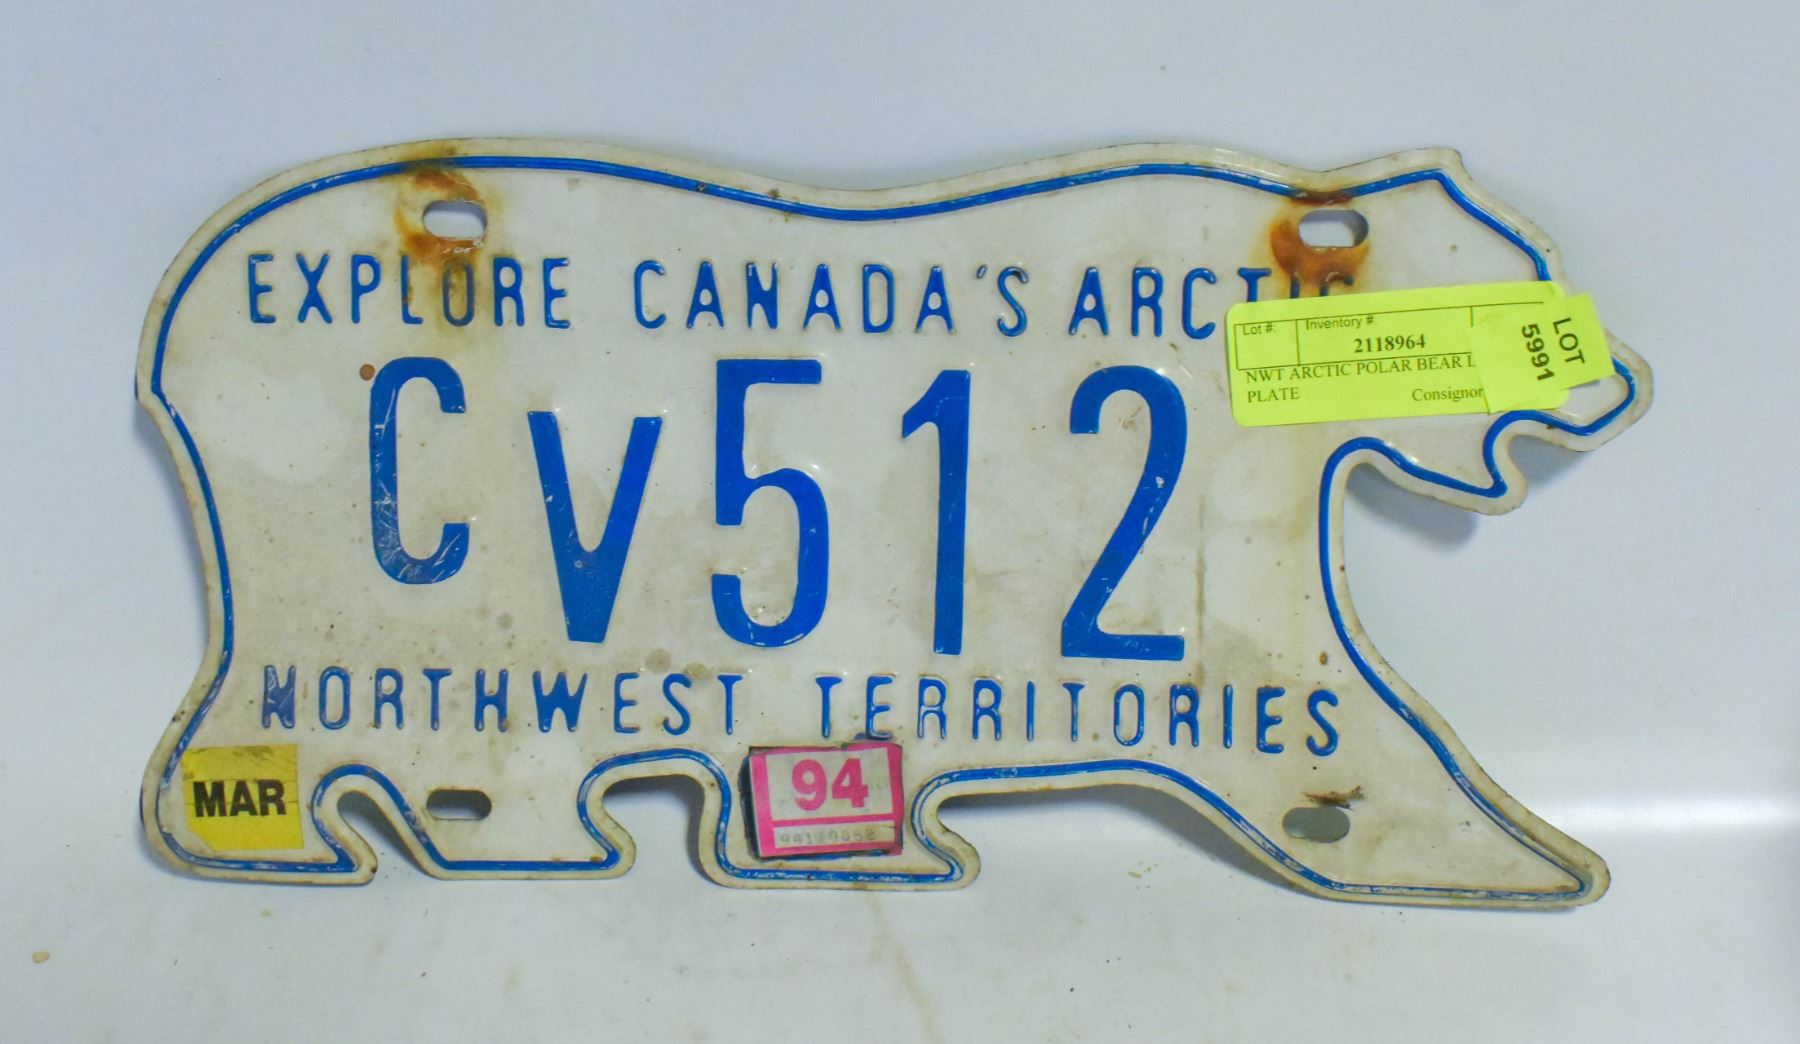 EXPLORE CANADA'S ARCTIC
CV512
NORTHWEST TERRITORIES
MAR
94
Lot #: Inventory #:
2118964
NWT ARCTIC POLAR BEAR L
PLATE Consignor
LOT
5991